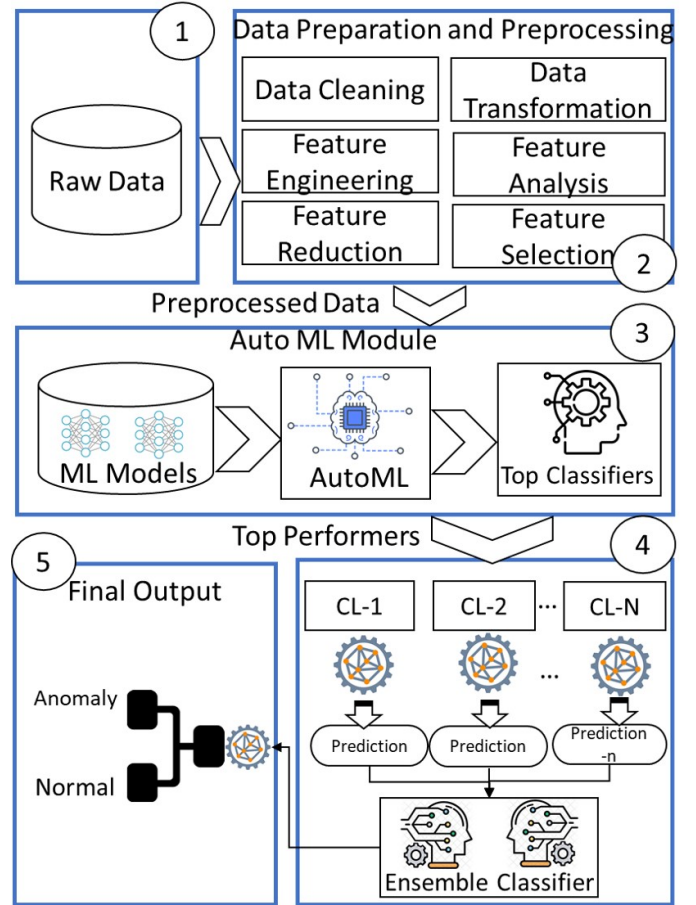 1
Data Preparation and Preprocessing
Raw Data
Data Cleaning
Data
Transformation
Feature
Engineering
Feature
Analysis
Feature
Reduction
Feature
Selection
2
Preprocessed Data
Auto ML Module
3
ML Models
AutoML
Top Classifiers
Top Performers
4
CL-1
CL-2
...
CL-N
...
Prediction
Prediction
Prediction
-n
Ensemble Classifier
5
Final Output
Anomaly
Normal